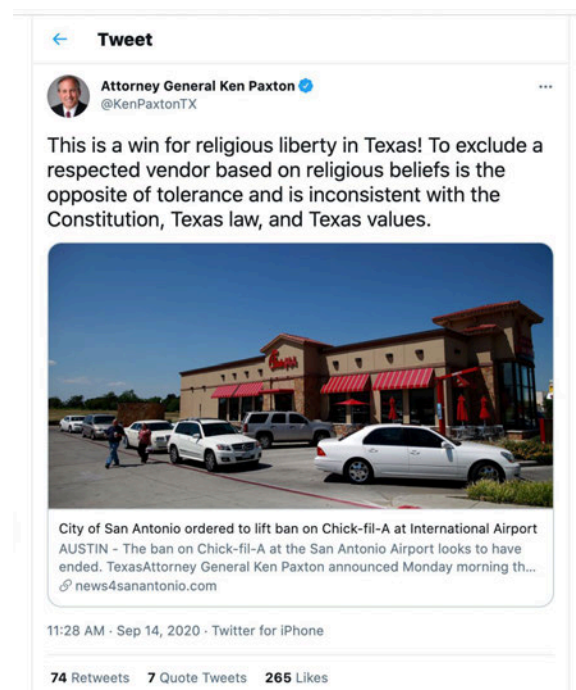 Tweet
Attorney General Ken Paxton
@KenPaxtonTX
This is a win for religious liberty in Texas! To exclude a
respected vendor based on religious beliefs is the
opposite of tolerance and is inconsistent with the
Constitution, Texas law, and Texas values.
City of San Antonio ordered to lift ban on Chick-fil-A at International Airport
AUSTIN - The ban on Chick-fil-A at the San Antonio Airport looks to have
ended. TexasAttorney General Ken Paxton announced Monday morning th...
news4sanantonio.com
11:28 AM · Sep 14, 2020 · Twitter for iPhone
74 Retweets 7 Quote Tweets 265 Likes